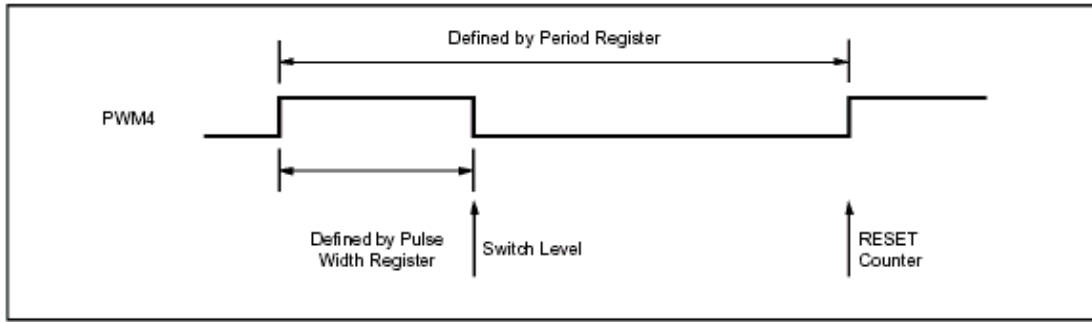 Defined by Period Register
PWM4
Defined by Pulse
Width Register
Switch Level
RESET
Counter